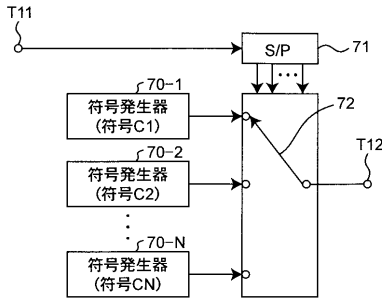 T11
S/P
71
70-1
符号発生器
(符号C1)
72
70-2
符号発生器
(符号C2)
T12
70-N
符号発生器
(符号CN)